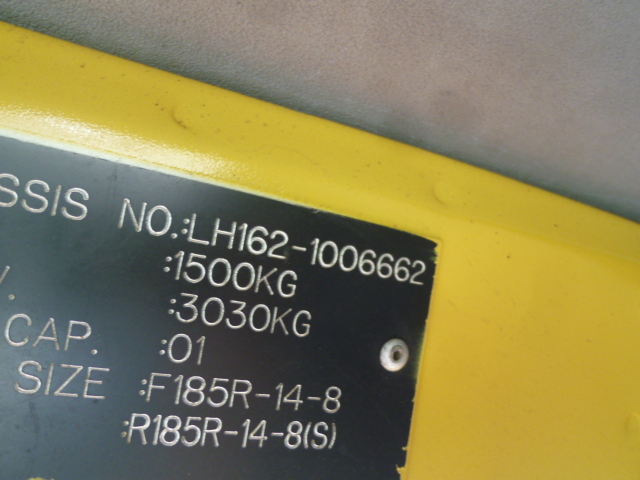 SSIS NO.:LH162-1006662
:1500KG
. :3030KG
CAP. :01
SIZE :F185R-14-8
:R185R-14-8(S)